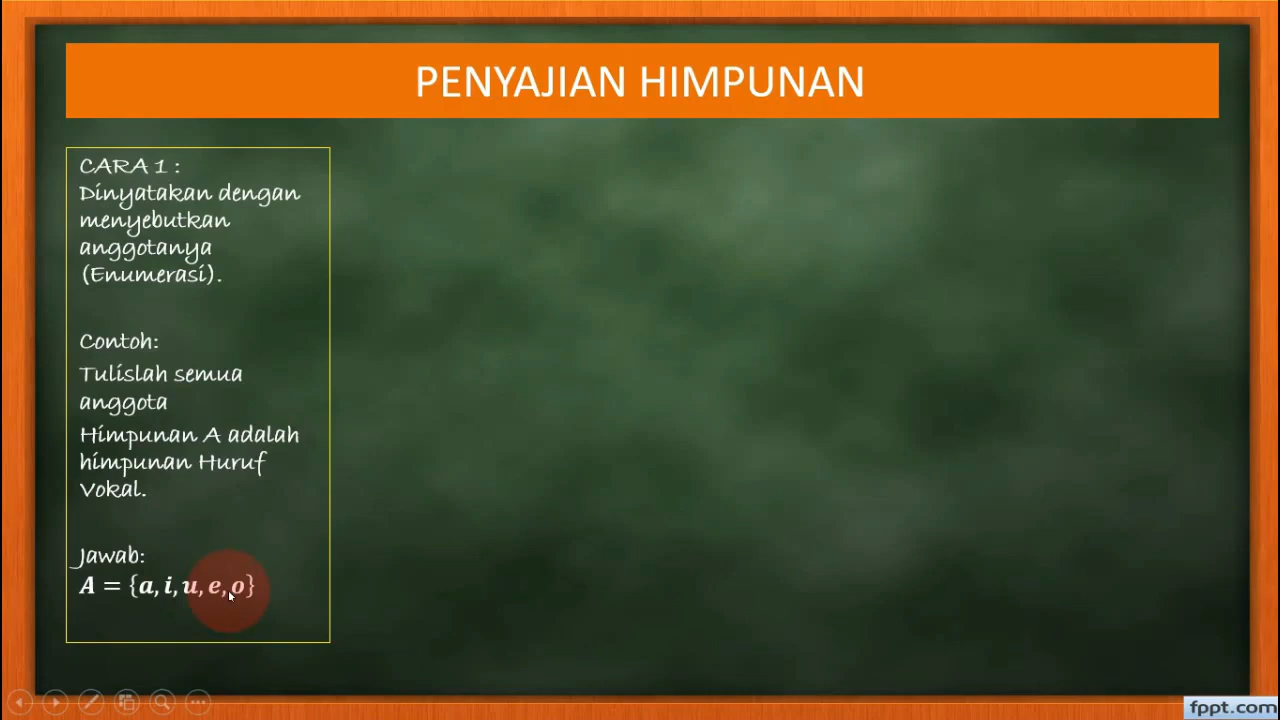 PENYAJIAN HIMPUNAN
CARA 1 :
Dinyatakan dengan
menyebutkan
anggotanya
(Enumerasi).
Contoh:
Tulislah semua
anggota
Himpunan A adalah
himpunan Huruf
Vokal.
Jawab:
A = {a, i, u, e, o}
fppt.com